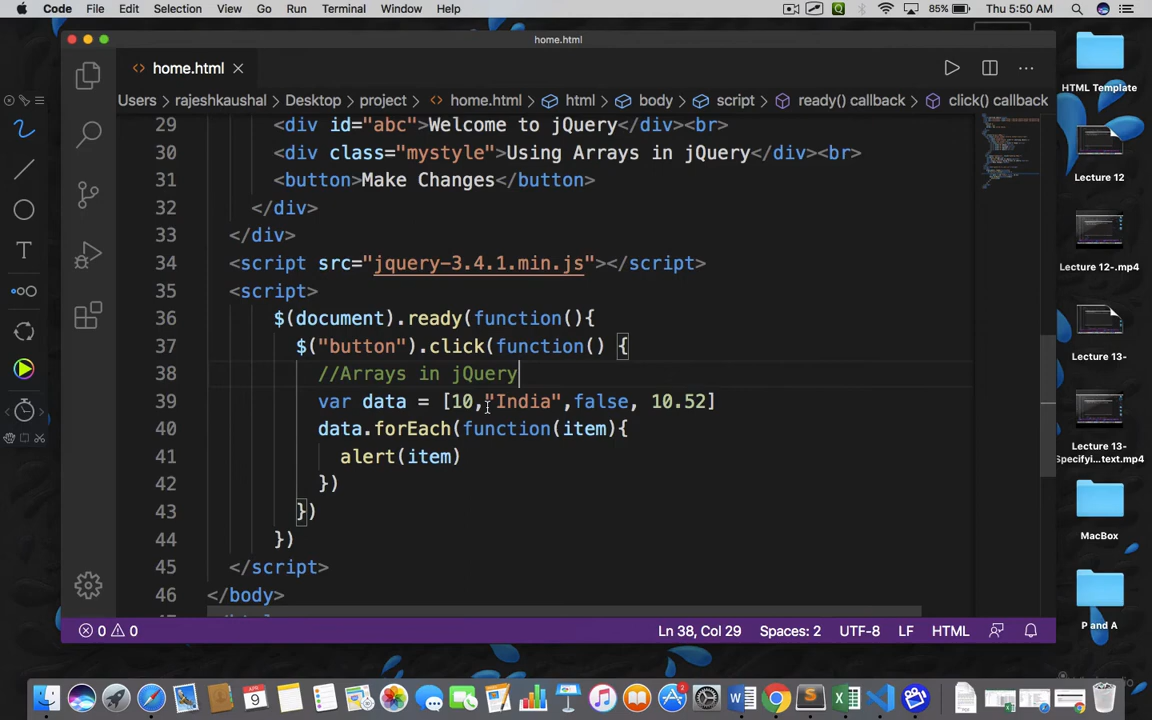 Code File Edit Selection View Go Run Terminal Window Help 85% Thu 5:50 AM
home.html
home.html
Users rajeshkaushal Desktop project home.html html body script ready() callback click() callback
29 <div id="abc">Welcome to jQuery</div><br>
30 <div class="mystyle">Using Arrays in jQuery</div><br>
31 <button>Make Changes</button>
32 </div>
33 </div>
34 <script src="jquery-3.4.1.min.js"></script>
35 <script>
36 $(document).ready(function(){
37 $("button").click(function() {
38 //Arrays in jQuery
39 var data = [10,"India",false, 10.52]
40 data.forEach(function(item){
41 alert(item)
42 })
43 })
44 })
45 </script>
46 </body>
0 0 Ln 38, Col 29 Spaces: 2 UTF-8 LF HTML
HTML Template
Lecture 12
Lecture 12-.mp4
Lecture 13-
Lecture 13-
Specifyi...text.mp4
MacBox
P and A